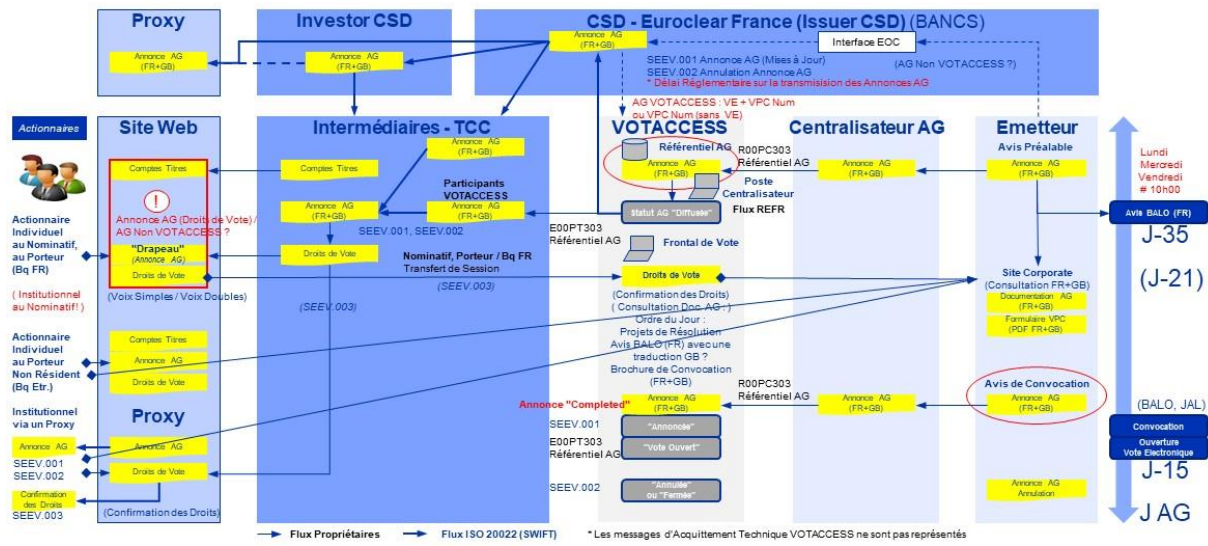 Proxy
Annonce AG
(FR+GB)
Investor CSD
Annonce AG
(FR+GB)
CSD - Euroclear France (Issuer CSD) (BANCS)
Annonce AG
(FR+GB)
Interface EOC
SEEV.001 Annonce AG (Mises à Jour)
SEEV.002 Annulation Annonce AG
* Délai Réglementaire sur la transmisision des Annonces AG
(AG Non VOTACCESS ?)
AG VOTACCESS : VE + VPC Num
ou VPC Num (sans VE)
Actionnaires
Actionnaire
Individuel
au Nominatif,
au Porteur
(Bq FR)
( Institutionnel
au Nominatif! )
Actionnaire
Individuel
au Porteur
Non Résident
(Bq Etr.)
Institutionnel
via un Proxy
Annonce AG
SEEV.001
SEEV.002
Confirmation
des Droits
SEEV.003
Site Web
Comptes Titres
!
Annonce AG (Droits de Vote) /
AG Non VOTACCESS ?
"Drapeau"
(Annonce AG)
Droits de Vote
(Voix Simples / Voix Doubles)
Comptes Titres
Annonce AG
Droits de Vote
Proxy
Annonce AG
Droits de Vote
(Confirmation des Droits)
Intermédiaires - TCC
Annonce AG
(FR+GB)
Comptes Titres
Participants
VOTACCESS
Annonce AG
(FR+GB)
Annonce AG
(FR+GB)
SEEV.001, SEEV.002
Droits de Vote
Nominatif, Porteur / Bq FR
Transfert de Session
(SEEV.003)
(SEEV.003)
VOTACCESS
Référentiel AG
Annonce AG
(FR+GB)
Poste
Centralisateur
Statut AG "Diffusée"
Flux REFR
E00PT303
Référentiel AG
Frontal de Vote
Droits de Vote
(Confirmation des Droits)
( Consultation Doc. AG : )
Ordre du Jour :
Projets de Résolution
Avis BALO (FR) avec une
traduction GB ?
Brochure de Convocation
(FR+GB)
Annonce "Completed"
Annonce AG
(FR+GB)
SEEV.001
"Annoncée"
E00PT303
Référentiel AG
"Vote Ouvert"
SEEV.002
"Annulée"
ou "Fermée"
Centralisateur AG
R00PC303
Référentiel AG
Annonce AG
(FR+GB)
R00PC303
Référentiel AG
Annonce AG
(FR+GB)
Emetteur
Avis Préalable
Annonce AG
(FR+GB)
Site Corporate
(Consultation FR+GB)
Documentation AG
(FR+GB)
Formulaire VPC
(PDF FR+GB)
Avis de Convocation
Annonce AG
(FR+GB)
Annonce AG
Annulation
Lundi
Mercredi
Vendredi
# 10h00
Avis BALO (FR)
J-35
(J-21)
(BALO, JAL)
Convocation
Ouverture
Vote Electronique
J-15
J AG
Flux Propriétaires
Flux ISO 20022 (SWIFT)
* Les messages d'Acquittement Technique VOTACCESS ne sont pas représentés